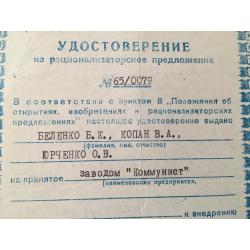 УДОСТОВЕРЕНИЕ
на рационализаторское предложение
№ 65/0079
В соответствии с пунктом 8 „Положения об
открытиях, изобретениях и рационализаторских
предложениях" настоящее удостоверение выдано
БЕЛЕНКО Б.К., КОПАН В.А.,
(фамилия, имя, отчество)
ЮРЧЕНКО О.В.
заводом "Коммунист"
на принятое
(наименование предприятия,
к внедрению